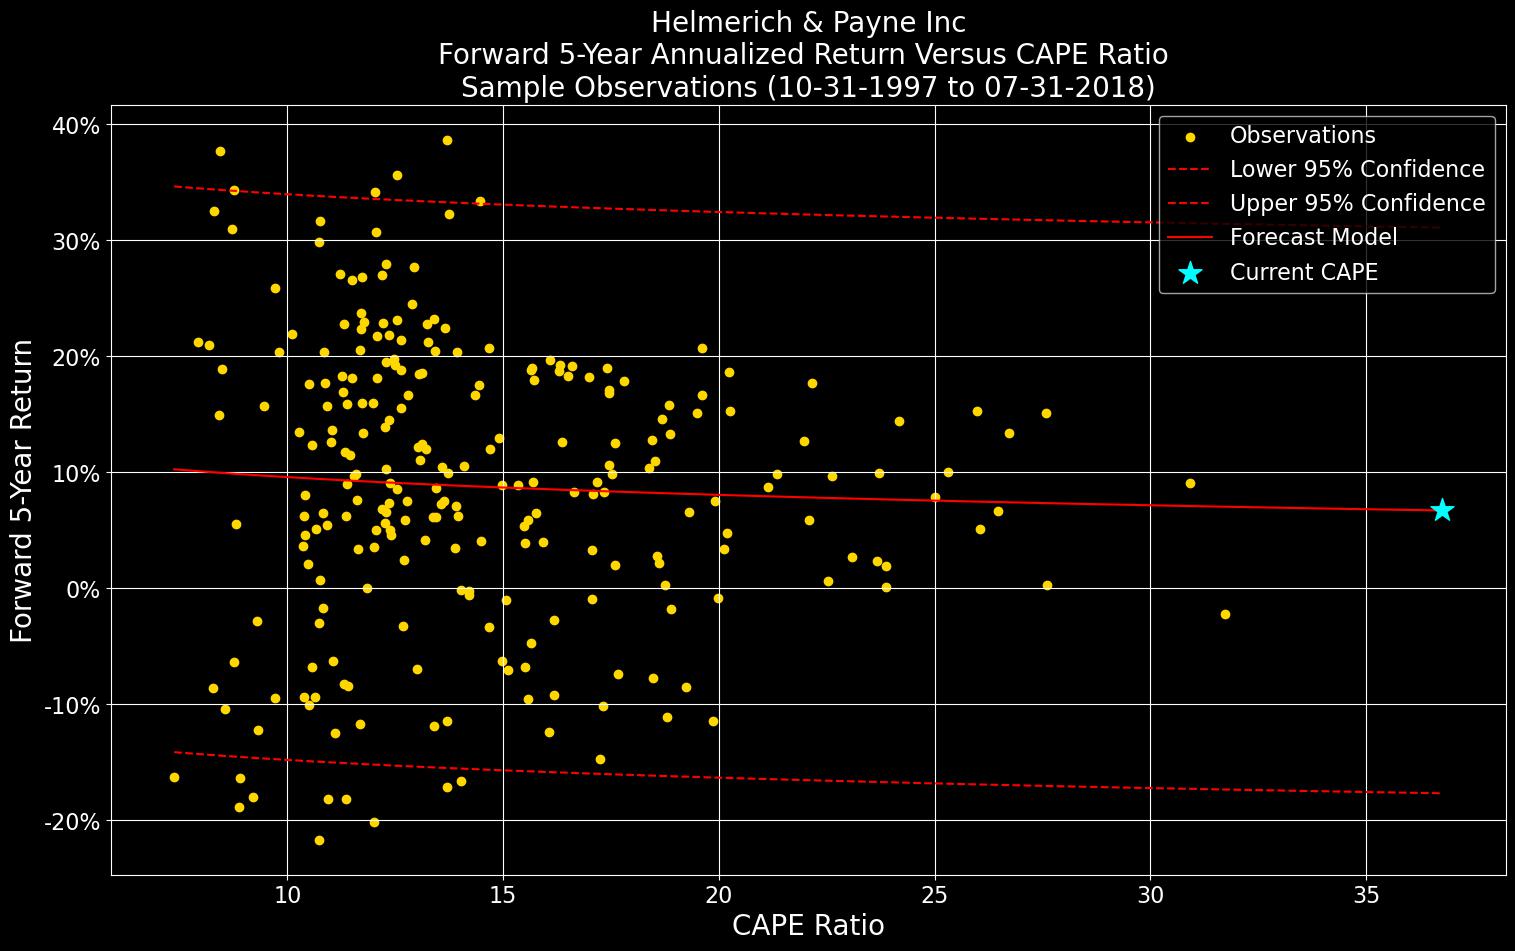 Helmerich & Payne Inc
Forward 5-Year Annualized Return Versus CAPE Ratio
Sample Observations (10-31-1997 to 07-31-2018)
Observations
Lower 95% Confidence
Upper 95% Confidence
Forecast Model
Current CAPE
Forward 5-Year Return
40%
30%
20%
10%
0%
-10%
-20%
10 15 20 25 30 35
CAPE Ratio